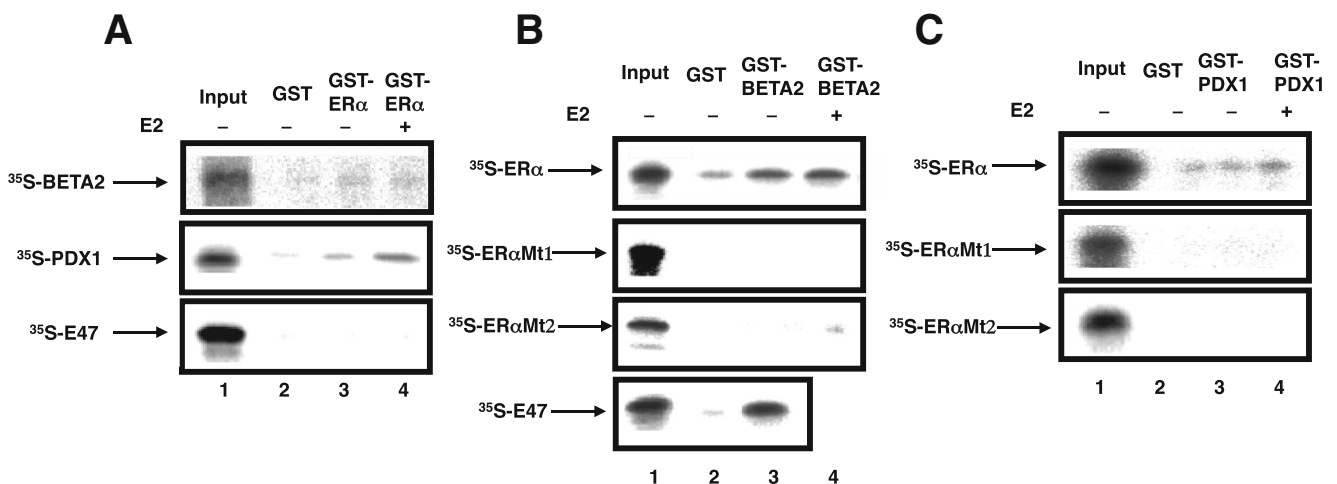 A
Input GST GST-ERα GST-ERα
E2 – – – +
³⁵S-BETA2
³⁵S-PDX1
³⁵S-E47
1 2 3 4
B
Input GST GST-BETA2 GST-BETA2
E2 – – – +
³⁵S-ERα
³⁵S-ERαMt1
³⁵S-ERαMt2
³⁵S-E47
1 2 3 4
C
Input GST GST-PDX1 GST-PDX1
E2 – – – +
³⁵S-ERα
³⁵S-ERαMt1
³⁵S-ERαMt2
1 2 3 4